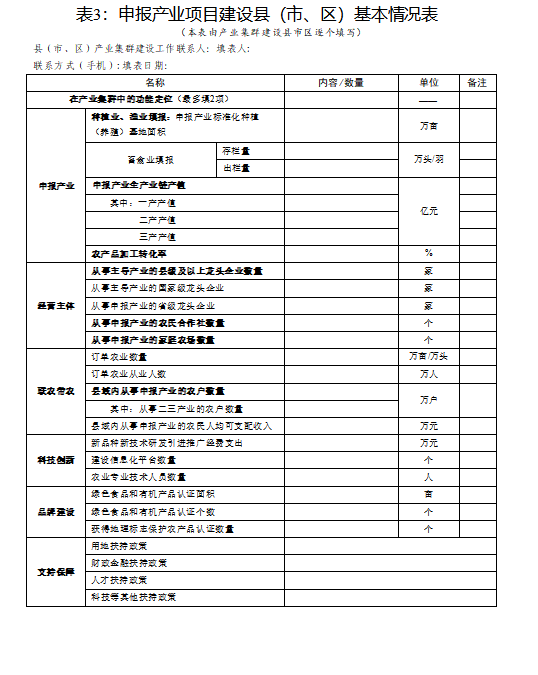 表3：申报产业项目建设县（市、区）基本情况表
（本表由产业集群建设县市区逐个填写）
县（市、区）产业集群建设工作联系人： 填表人：
联系方式（手机）：填表日期：
名称 内容/数量 单位 备注
在产业集群中的功能定位（最多填2项） ——
申报产业
种植业、渔业填报：申报产业标准化种植
（养殖）基地面积 万亩
畜禽业填报 存栏量 万头/羽
出栏量
申报产业全产业链产值 亿元
其中：一产产值
二产产值
三产产值
农产品加工转化率 %
经营主体
从事主导产业的县级及以上龙头企业数量 家
从事主导产业的国家级龙头企业 家
从事申报产业的省级龙头企业 家
从事申报产业的农民合作社数量 个
从事申报产业的家庭农场数量 个
联农带农
订单农业数量 万亩/万头
订单农业从业人数 万人
县域内从事申报产业的农户数量 万户
其中：从事二三产业的农户数量
县域内从事申报产业的农民人均可支配收入 万元
科技创新
新品种新技术研发引进推广经费支出 万元
建设信息化平台数量 个
农业专业技术人员数量 人
品牌建设
绿色食品和有机产品认证面积 亩
绿色食品和有机产品认证个数 个
获得地理标志保护农产品认证数量 个
支持保障
用地扶持政策
财政金融扶持政策
人才扶持政策
科技等其他扶持政策